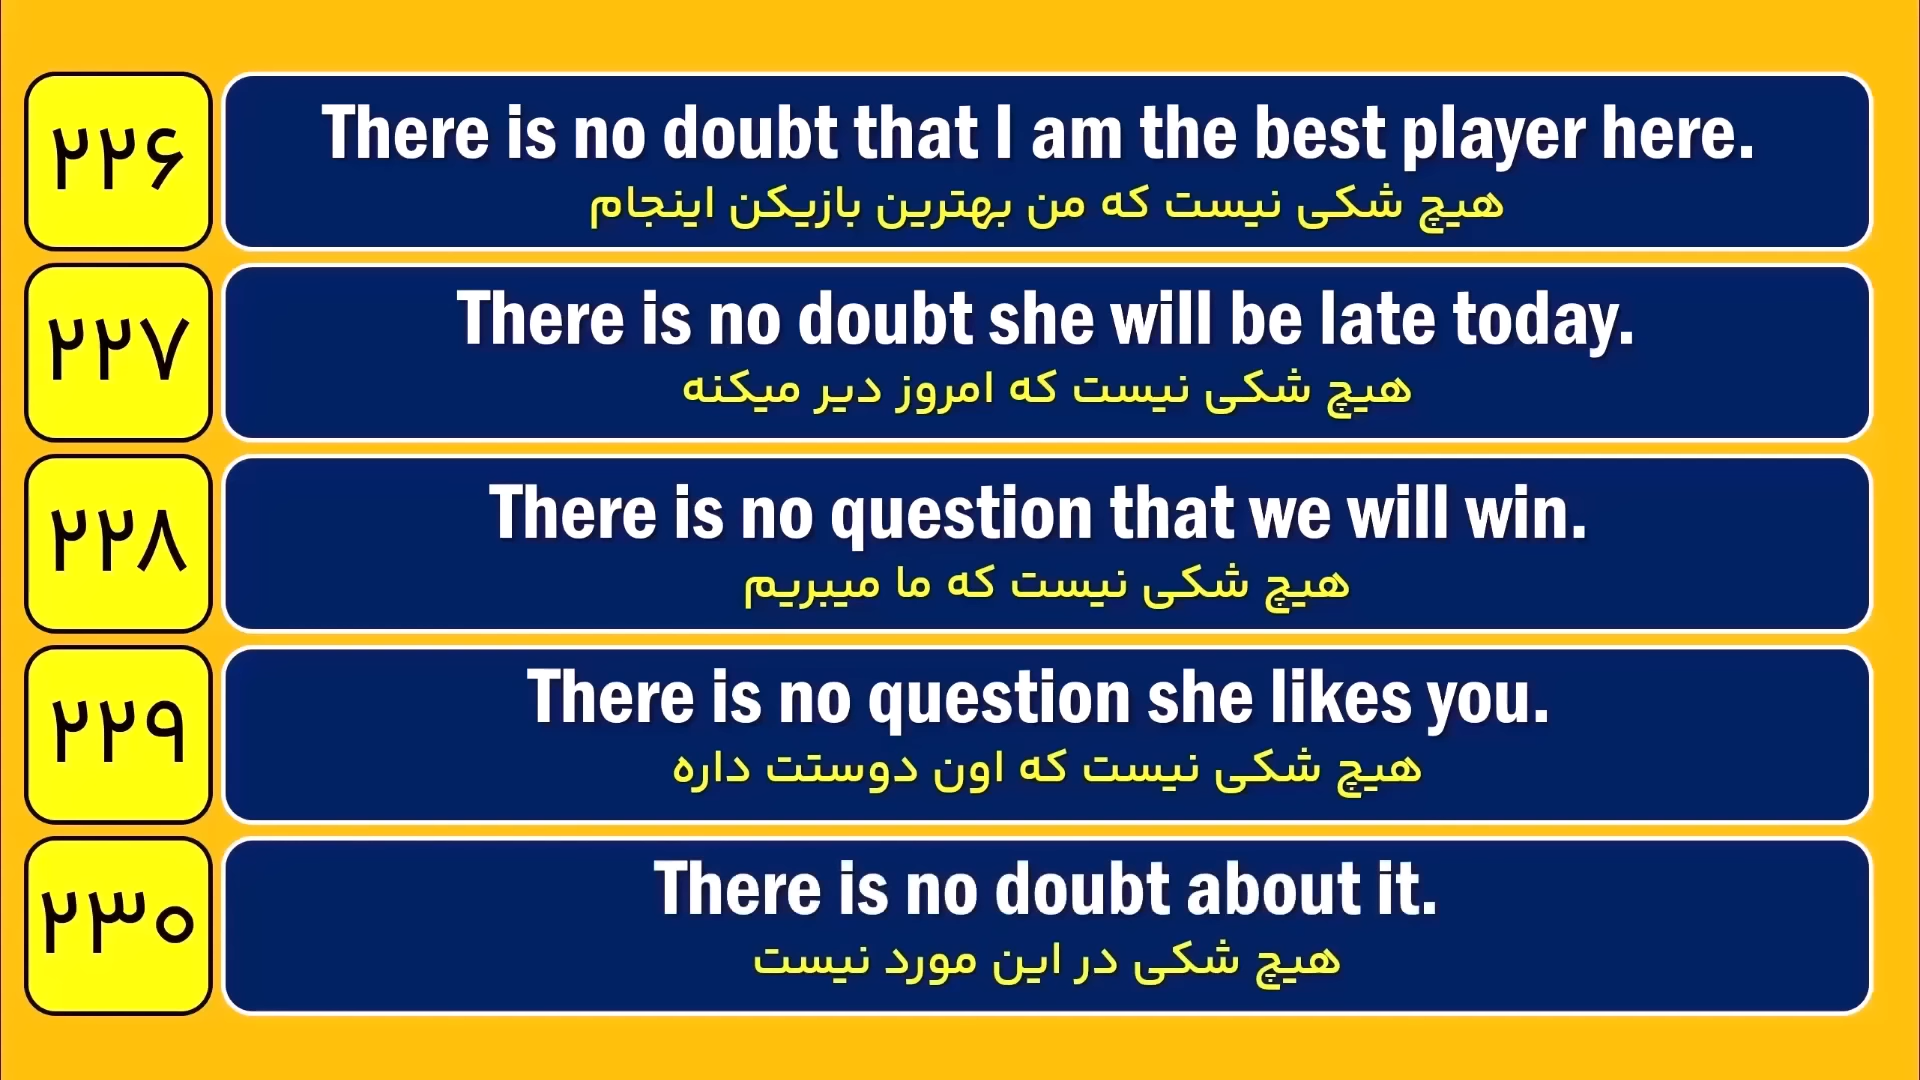 ۲۲۶
There is no doubt that I am the best player here.
هیچ شکی نیست که من بهترین بازیکن اینجام
۲۲۷
There is no doubt she will be late today.
هیچ شکی نیست که امروز دیر میکنه
۲۲۸
There is no question that we will win.
هیچ شکی نیست که ما میبریم
۲۲۹
There is no question she likes you.
هیچ شکی نیست که اون دوستت داره
۲۳۰
There is no doubt about it.
هیچ شکی در این مورد نیست